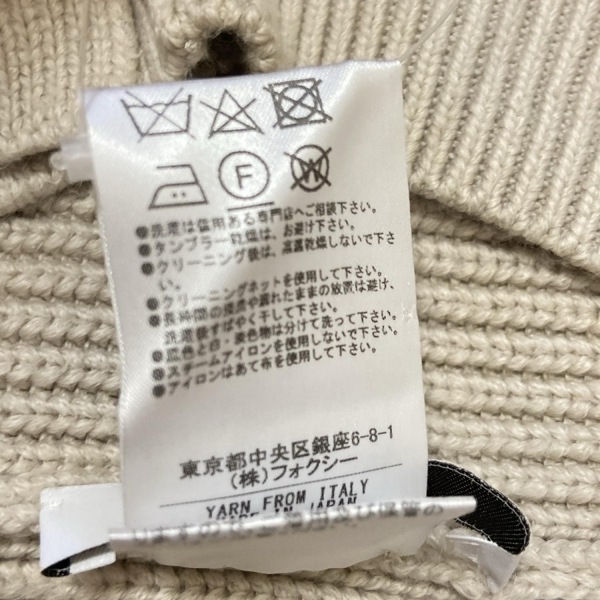 F
W
●洗濯は信用ある専門店へご相談下さい。
●タンブラー乾燥は、お避け下さい。
●クリーニング後は、高温乾燥しないで下さ
い。
●クリーニングネットを使用して下さい。
●長時間の浸漬や濡れたままの放置は避け、
洗濯後すばやく干して下さい。
●濃色と白・淡色物は分けて洗って下さい。
●スチームアイロンを使用しないで下さい。
●アイロンはあて布を使用して下さい。
東京都中央区銀座6-8-1
(株)フォクシー
YARN FROM ITALY
MADE IN JAPAN